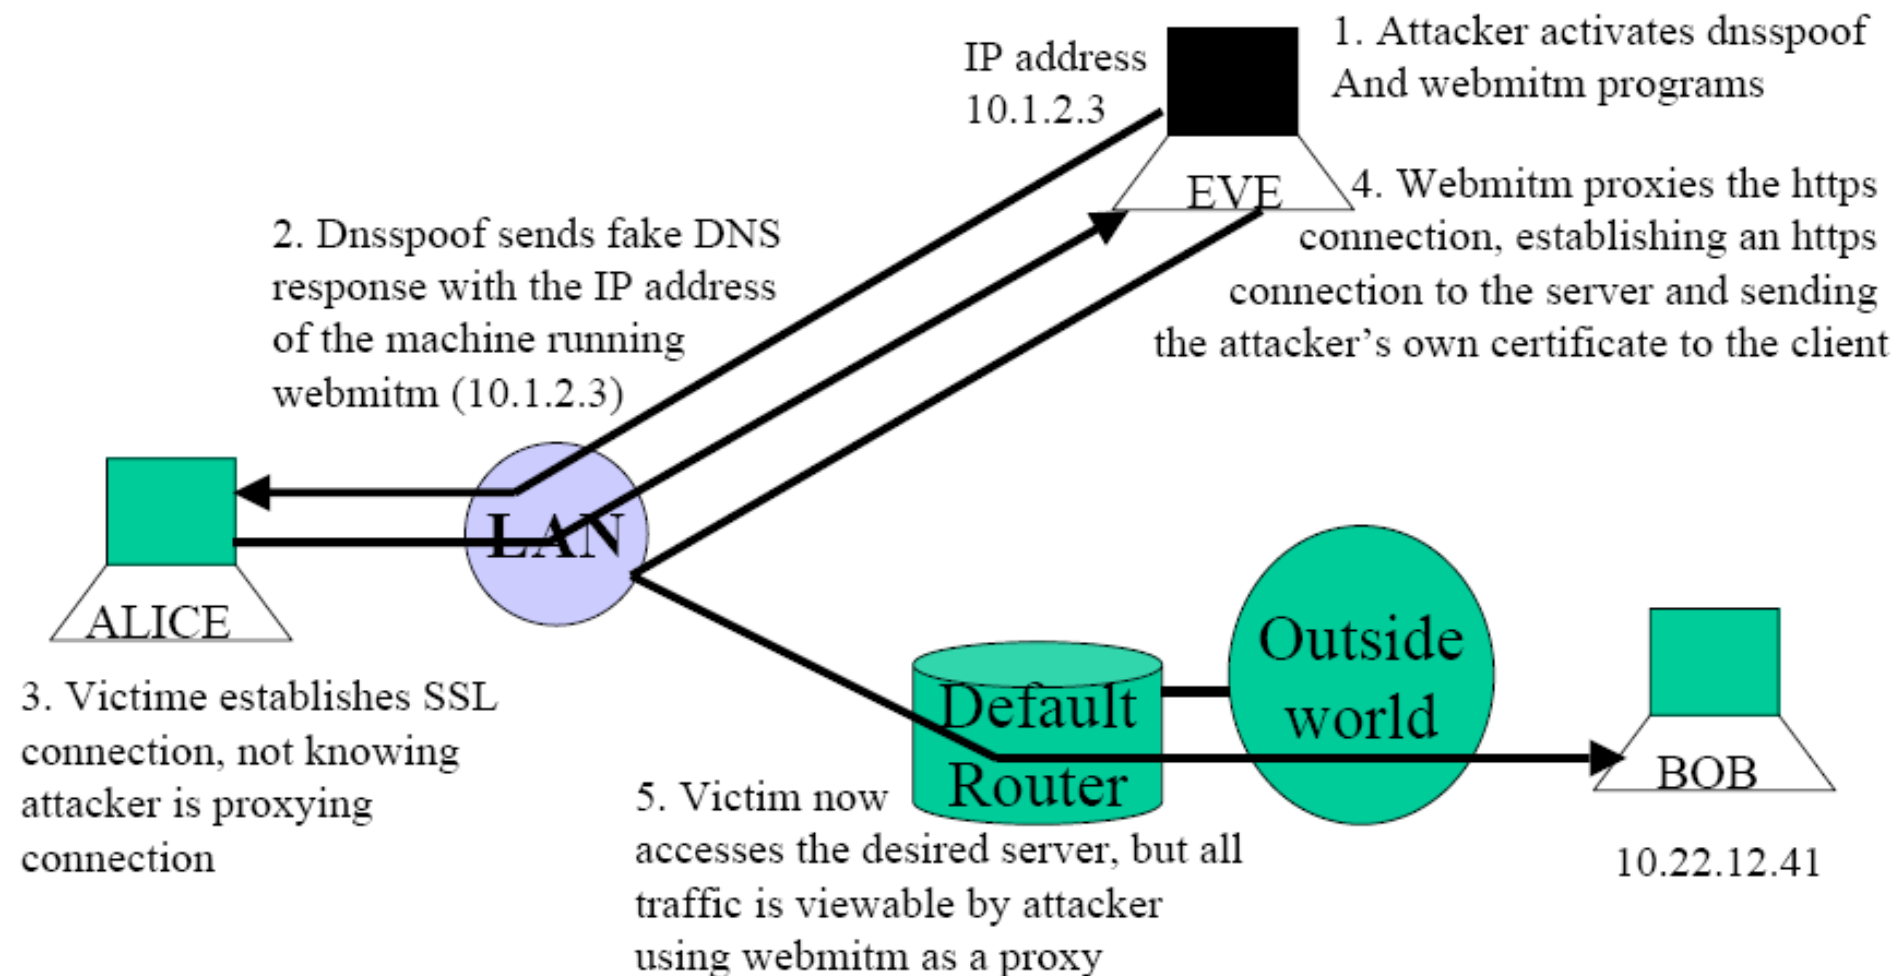 IP address
10.1.2.3
1. Attacker activates dnsspoof
And webmitm programs
EVE
4. Webmitm proxies the https
connection, establishing an https
connection to the server and sending
the attacker's own certificate to the client
2. Dnsspoof sends fake DNS
response with the IP address
of the machine running
webmitm (10.1.2.3)
LAN
ALICE
3. Victime establishes SSL
connection, not knowing
attacker is proxying
connection
Default
Router
Outside
world
BOB
10.22.12.41
5. Victim now
accesses the desired server, but all
traffic is viewable by attacker
using webmitm as a proxy